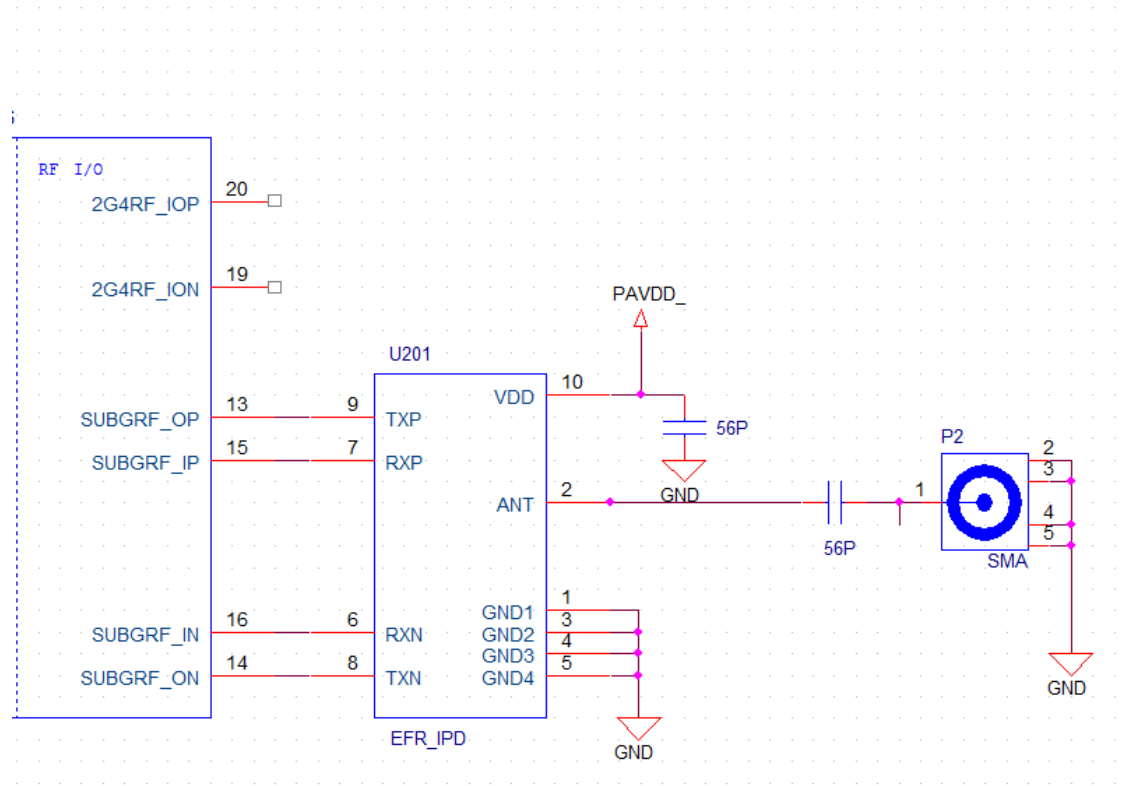 RF I/O
2G4RF_IOP 20
2G4RF_ION 19
PAVDD_
U201
VDD 10
SUBGRF_OP 13 9 TXP
56P
P2
SUBGRF_IP 15 7 RXP
GND
ANT 2
1
2
3
4
5
56P
SMA
GND1 1
SUBGRF_IN 16 6 RXN
GND2 3
GND3 4
SUBGRF_ON 14 8 TXN
GND4 5
GND
EFR_IPD
GND